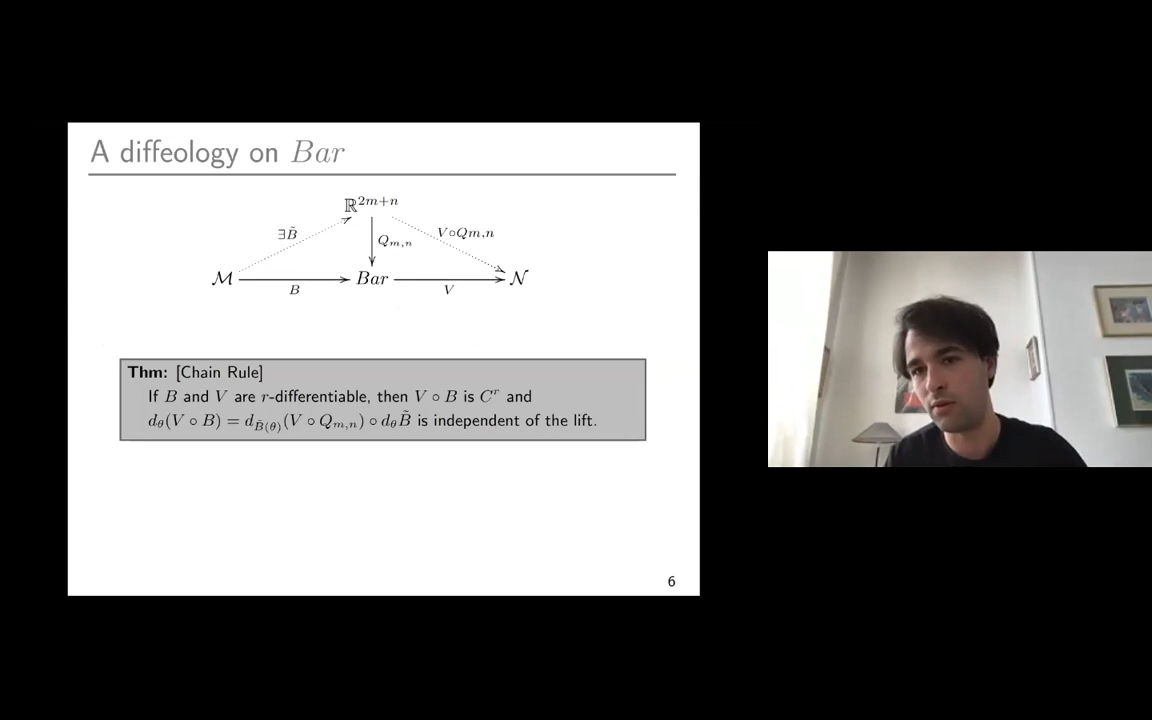 A diffeology on Bar
ℝ^{2m+n}
∃B̃
Q_{m,n}
V∘Qm,n
ℳ
Bar
𝒩
B
V
Thm: [Chain Rule]
If B and V are r-differentiable, then V ∘ B is C^r and
d_θ(V ∘ B) = d_{B̃(θ)}(V ∘ Q_{m,n}) ∘ d_θB̃ is independent of the lift.
6